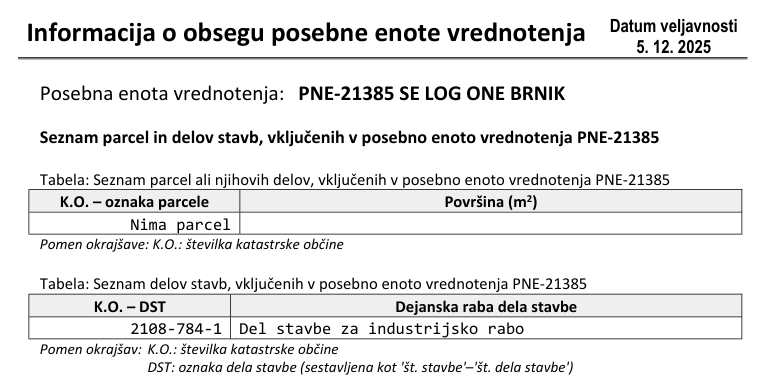 Informacija o obsegu posebne enote vrednotenja
Datum veljavnosti
5. 12. 2025
Posebna enota vrednotenja: PNE-21385 SE LOG ONE BRNIK
Seznam parcel in delov stavb, vključenih v posebno enoto vrednotenja PNE-21385
Tabela: Seznam parcel ali njihovih delov, vključenih v posebno enoto vrednotenja PNE-21385
K.O. – oznaka parcele Površina (m²)
Nima parcel
Pomen okrajšave: K.O.: številka katastrske občine
Tabela: Seznam delov stavb, vključenih v posebno enoto vrednotenja PNE-21385
K.O. – DST Dejanska raba dela stavbe
2108-784-1 Del stavbe za industrijsko rabo
Pomen okrajšav: K.O.: številka katastrske občine
DST: oznaka dela stavbe (sestavljena kot 'št. stavbe'–'št. dela stavbe')